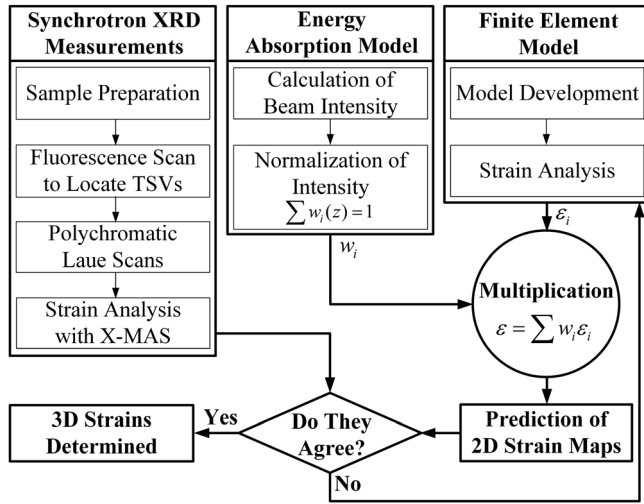 Synchrotron XRD
Measurements
Sample Preparation
Fluorescence Scan
to Locate TSVs
Polychromatic
Laue Scans
Strain Analysis
with X-MAS
Energy
Absorption Model
Calculation of
Beam Intensity
Normalization of
Intensity
∑ wᵢ(z) = 1
wᵢ
Finite Element
Model
Model Development
Strain Analysis
εᵢ
Multiplication
ε = ∑ wᵢεᵢ
Prediction of
2D Strain Maps
Do They
Agree?
Yes
No
3D Strains
Determined